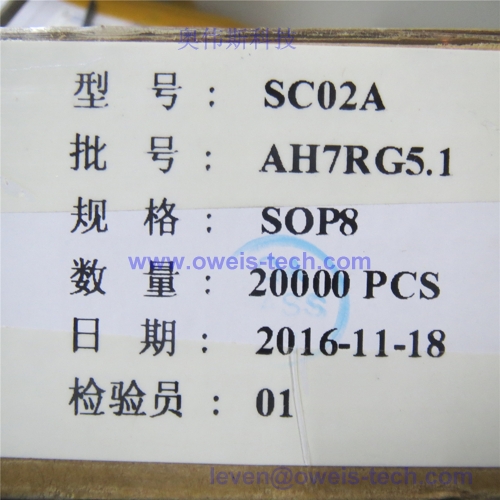 奥伟斯科技
型 号 : SC02A
批 号 : AH7RG5.1
规 格 : SOP8
www.oweis-tech.com
数 量 : 20000 PCS
日 期 : 2016-11-18
检验员 : 01
leven@oweis-tech.com